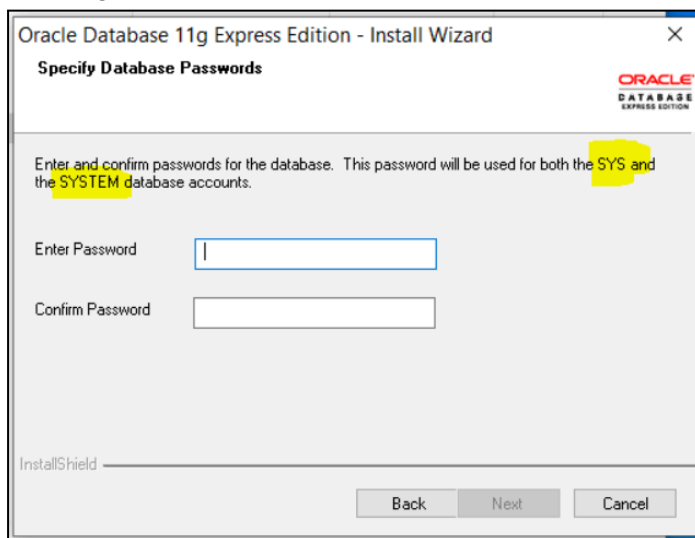 Oracle Database 11g Express Edition - Install Wizard
Specify Database Passwords
ORACLE
DATABASE
EXPRESS EDITION
Enter and confirm passwords for the database. This password will be used for both the SYS and
the SYSTEM database accounts.
Enter Password
Confirm Password
InstallShield
Back Next Cancel